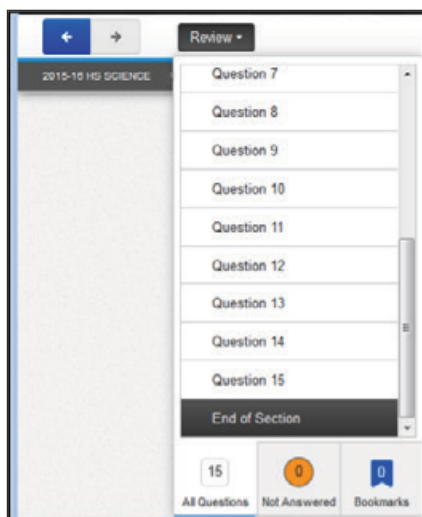 Review
2015-16 HS SCIENCE
Question 7
Question 8
Question 9
Question 10
Question 11
Question 12
Question 13
Question 14
Question 15
End of Section
15 0 0
All Questions Not Answered Bookmarks